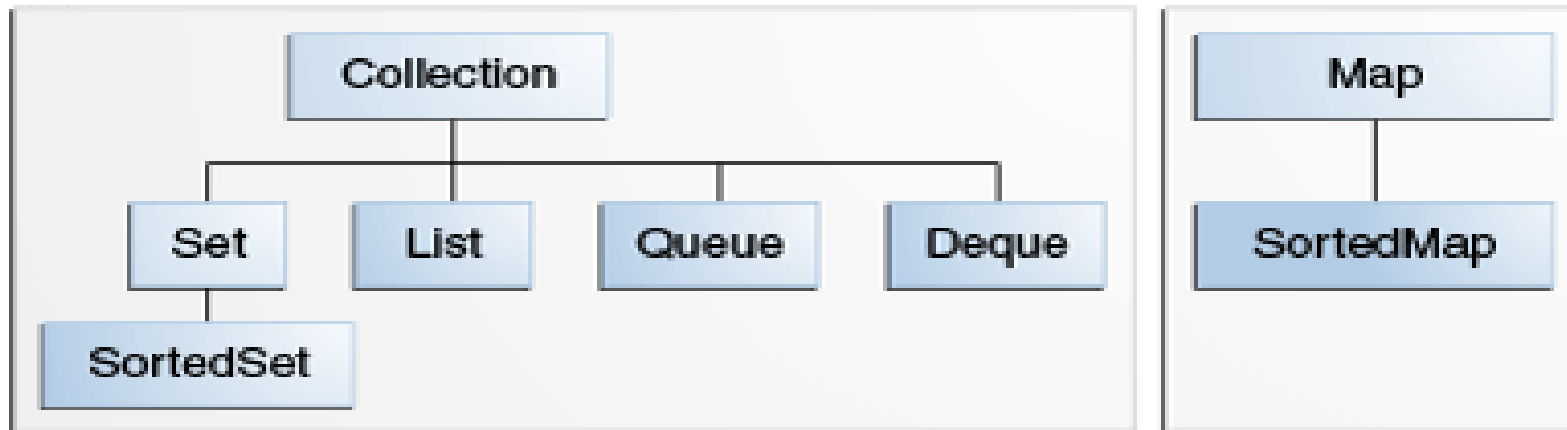 Collection
Map
Set
List
Queue
Deque
SortedMap
SortedSet